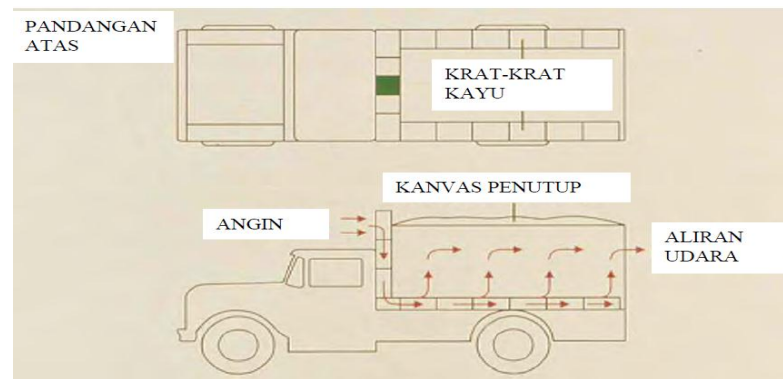 PANDANGAN
ATAS
KRAT-KRAT
KAYU
KANVAS PENUTUP
ANGIN
ALIRAN
UDARA